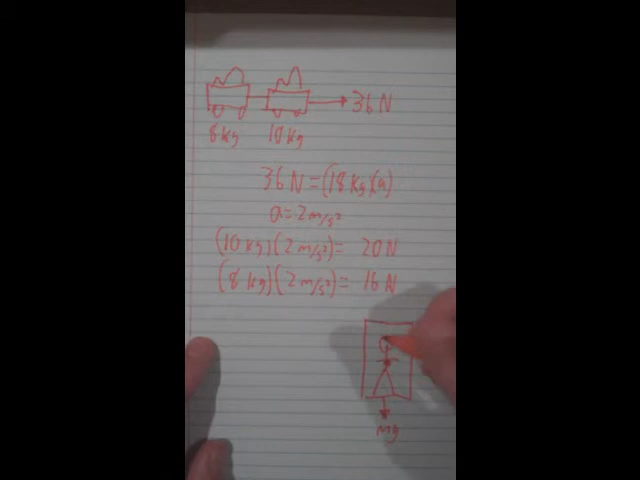 36 N
8 kg 10 kg
36 N = (18 kg)(a)
a = 2 m/s²
(10 kg)(2 m/s²) = 20 N
(8 kg)(2 m/s²) = 16 N
mg